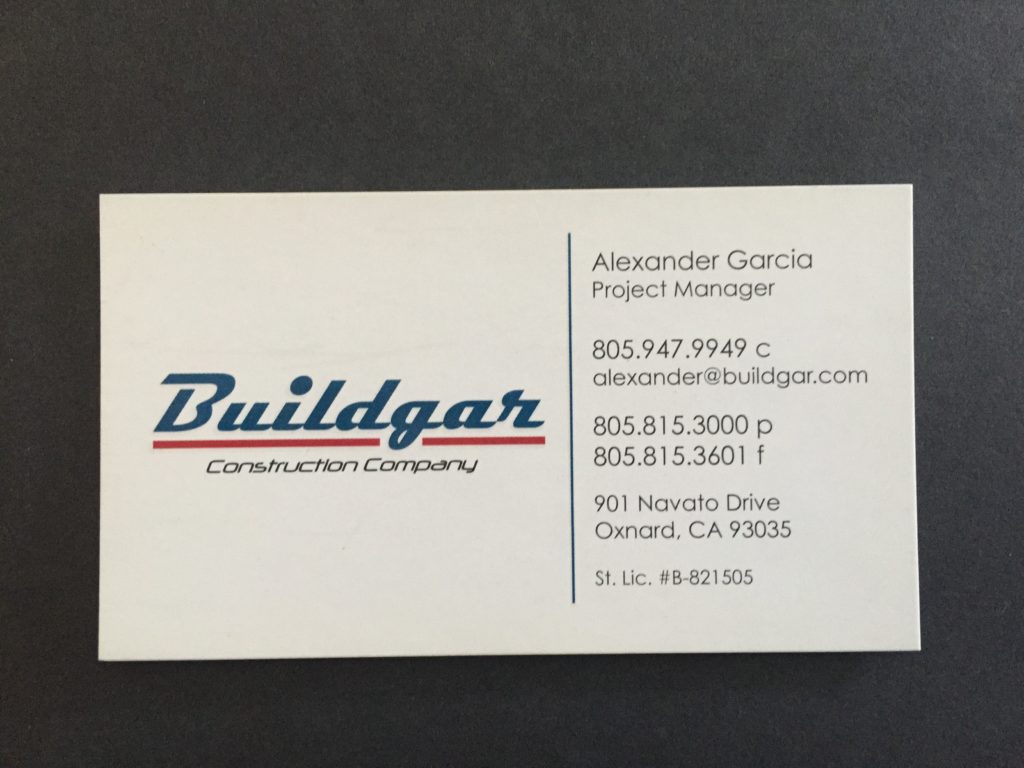 Buildgar
Construction Company
Alexander Garcia
Project Manager
805.947.9949 c
alexander@buildgar.com
805.815.3000 p
805.815.3601 f
901 Navato Drive
Oxnard, CA 93035
St. Lic. #B-821505